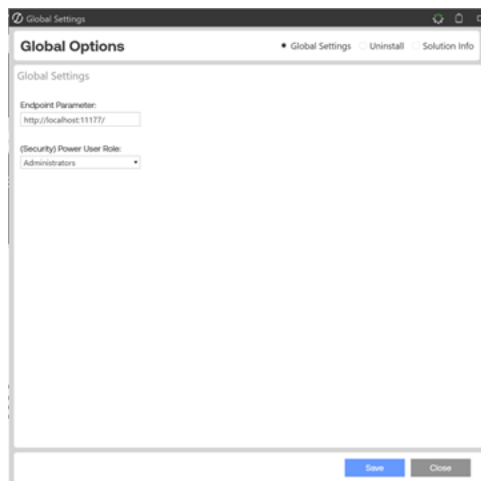 Global Settings
Global Options
Global Settings
Uninstall
Solution Info
Global Settings
Endpoint Parameter:
http://localhost:11177/
(Security) Power User Role:
Administrators
Save
Close